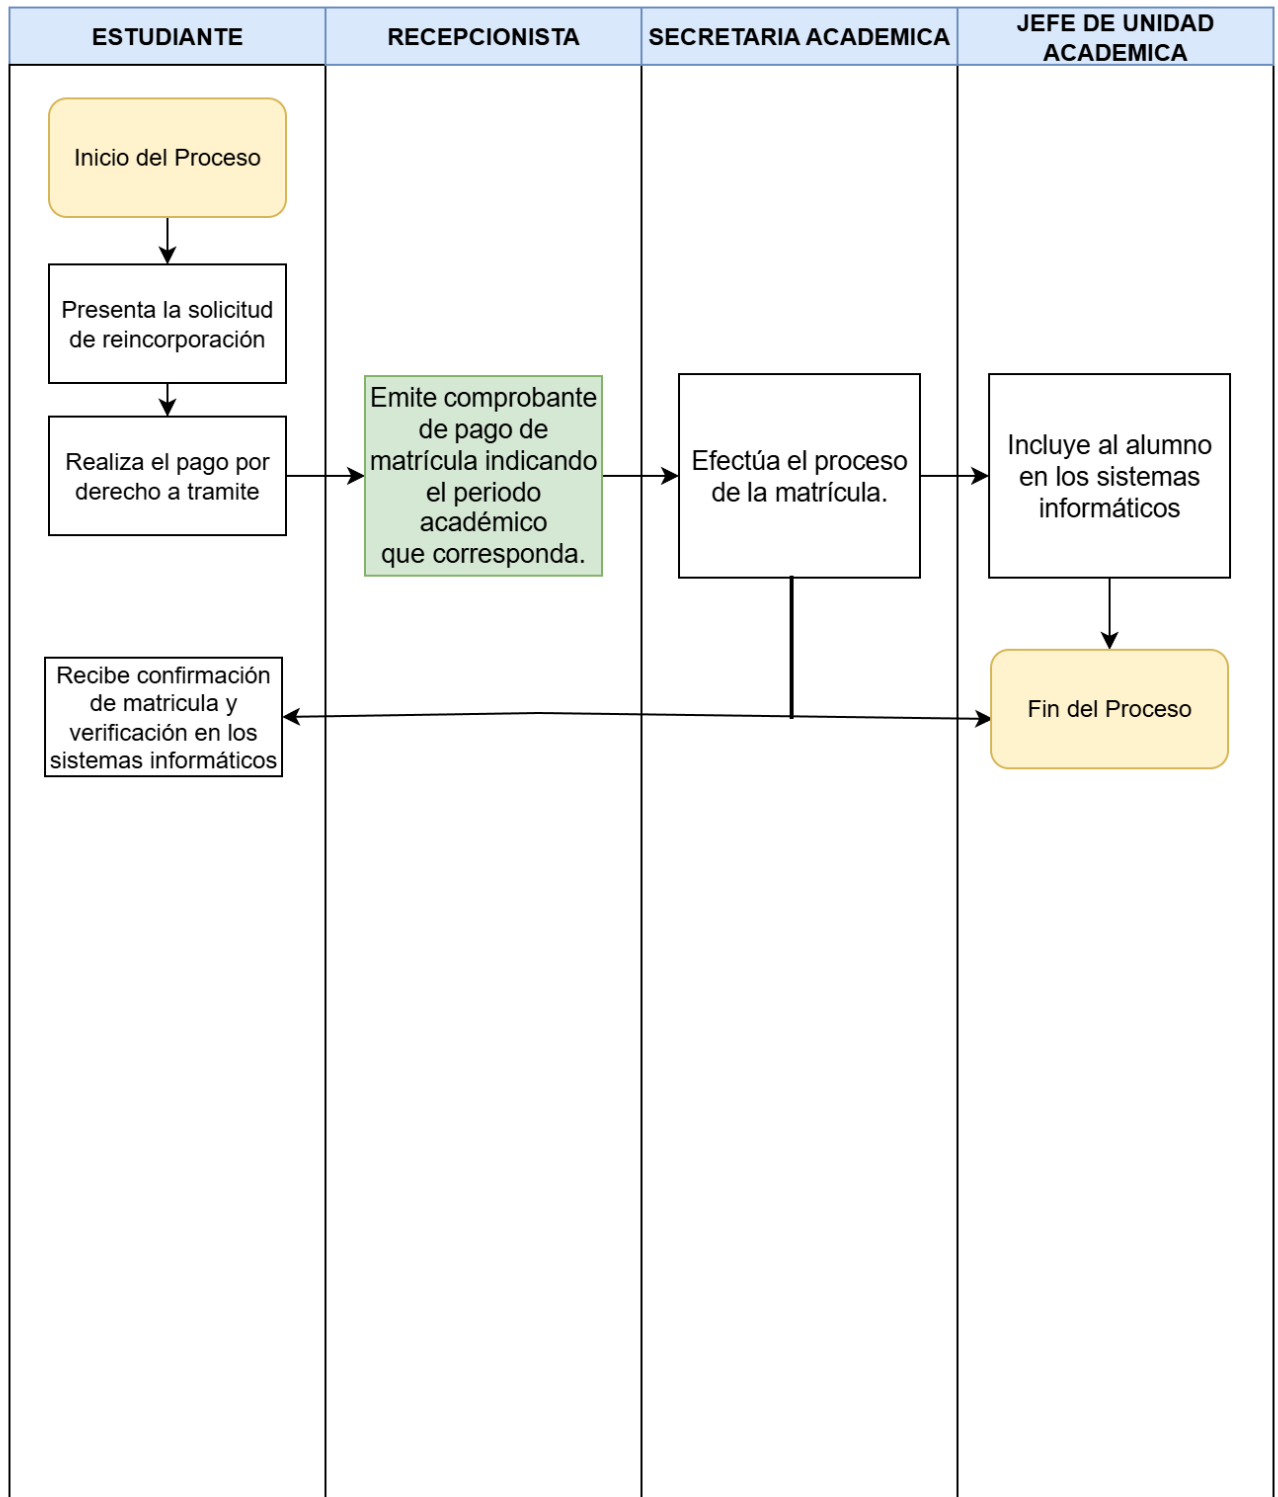 ESTUDIANTE
RECEPCIONISTA
SECRETARIA ACADEMICA
JEFE DE UNIDAD
ACADEMICA
Inicio del Proceso
Presenta la solicitud
de reincorporación
Realiza el pago por
derecho a tramite
Emite comprobante
de pago de
matrícula indicando
el periodo
académico
que corresponda.
Efectúa el proceso
de la matrícula.
Incluye al alumno
en los sistemas
informáticos
Recibe confirmación
de matricula y
verificación en los
sistemas informáticos
Fin del Proceso